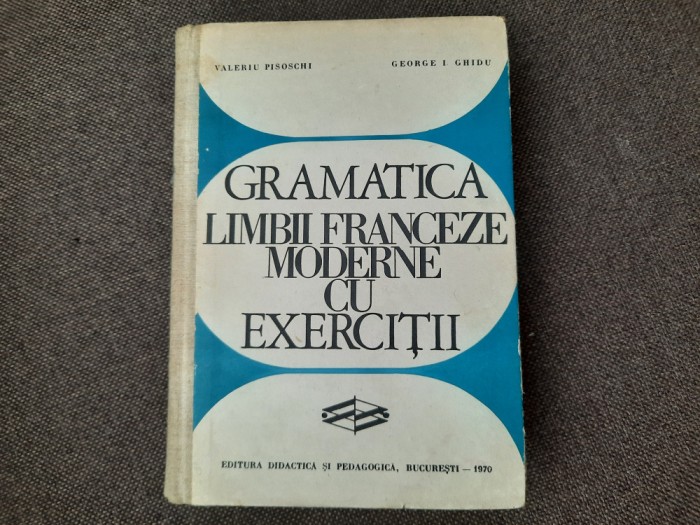 VALERIU PISOSCHI GEORGE I. GHIDU
GRAMATICA
LIMBII FRANCEZE
MODERNE
CU
EXERCIȚII
EDITURA DIDACTICĂ ȘI PEDAGOGICĂ, BUCUREȘTI — 1970